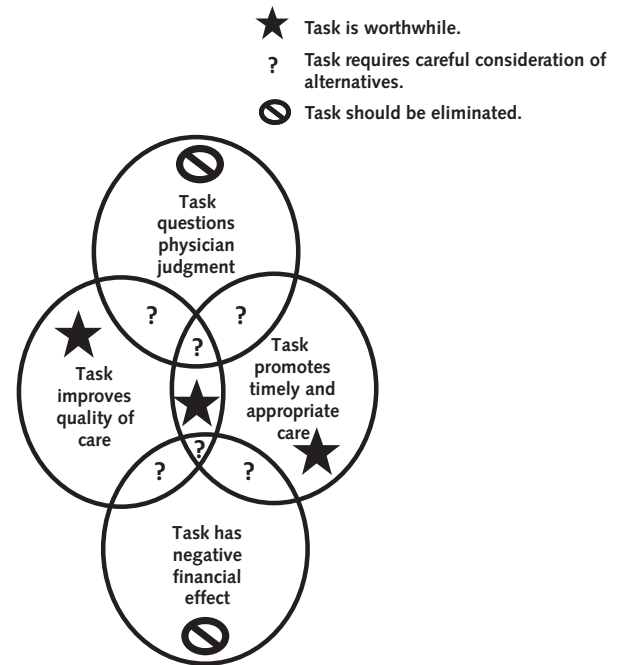 Task is worthwhile.
? Task requires careful consideration of
alternatives.
Task should be eliminated.
Task
questions
physician
judgment
? ?
?
Task
improves
quality of
care
Task
promotes
timely and
appropriate
care
?
? ?
Task has
negative
financial
effect